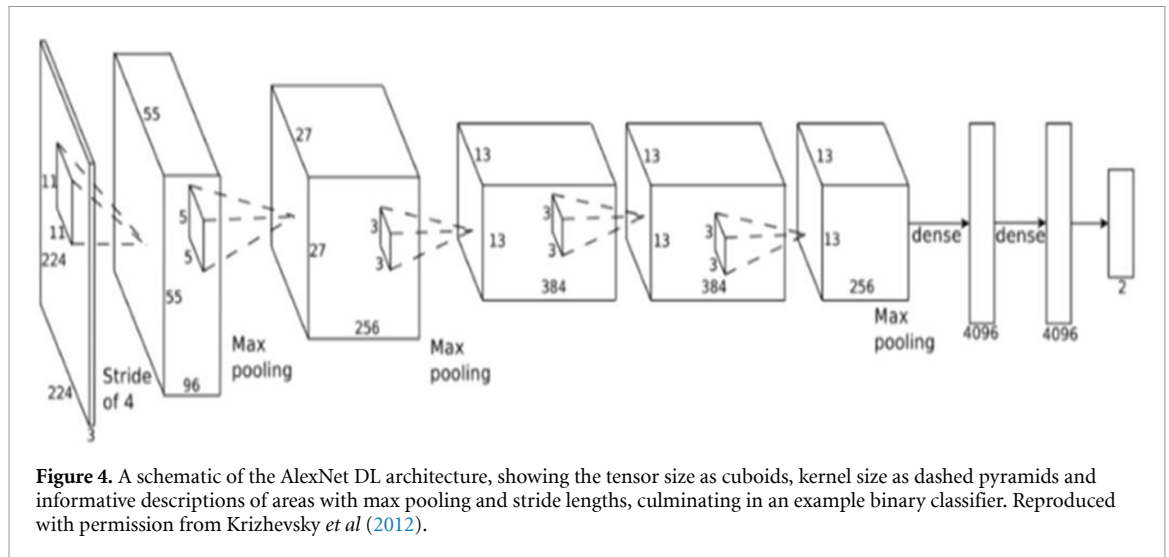 11
11
224
224
3
Stride
of 4
55
5
5
55
96
Max
pooling
27
3
3
27
256
Max
pooling
13
3
3
13
384
13
3
3
13
384
13
13
256
Max
pooling
dense
4096
dense
4096
2
Figure 4. A schematic of the AlexNet DL architecture, showing the tensor size as cuboids, kernel size as dashed pyramids and
informative descriptions of areas with max pooling and stride lengths, culminating in an example binary classifier. Reproduced
with permission from Krizhevsky et al (2012).